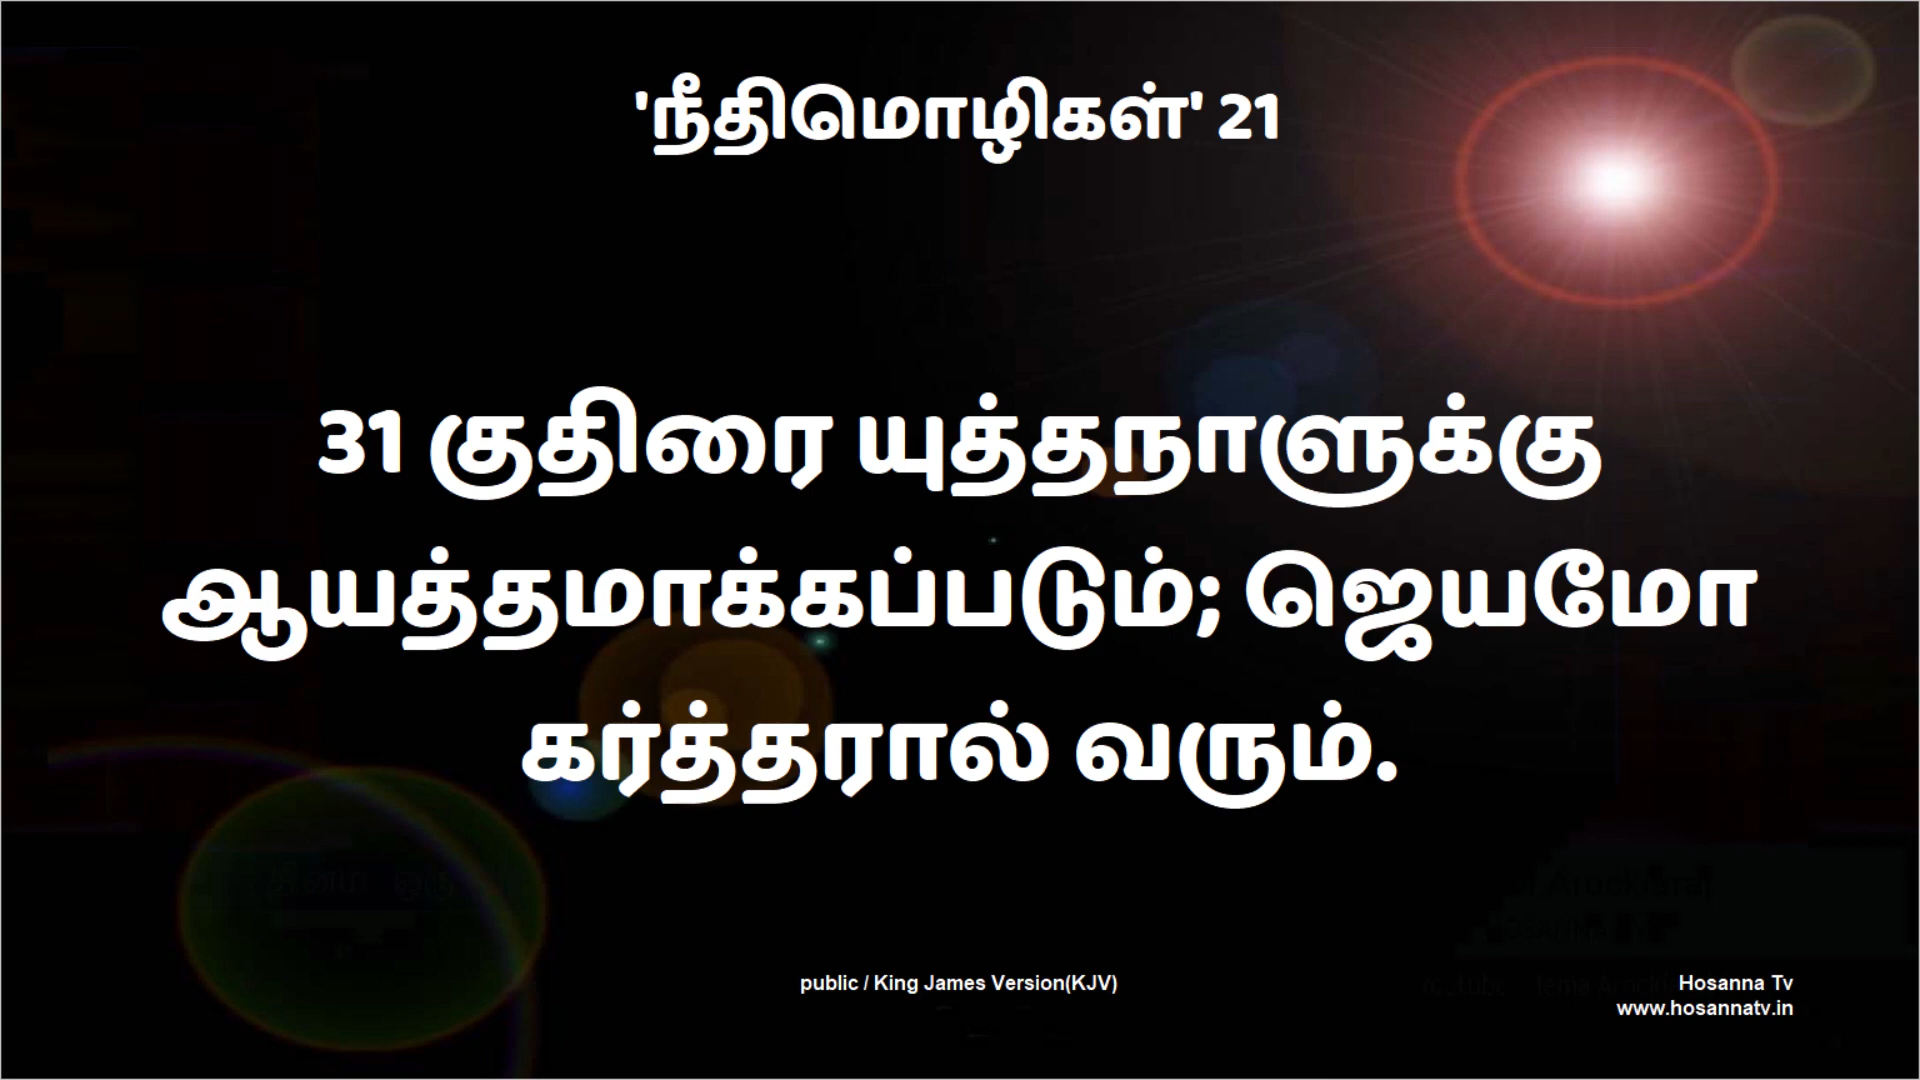 'நீதிமொழிகள்' 21
31 குதிரை யுத்தநாளுக்கு
ஆயத்தமாக்கப்படும்; ஜெயமோ
கர்த்தரால் வரும்.
public / King James Version(KJV)
Hosanna Tv
www.hosannatv.in